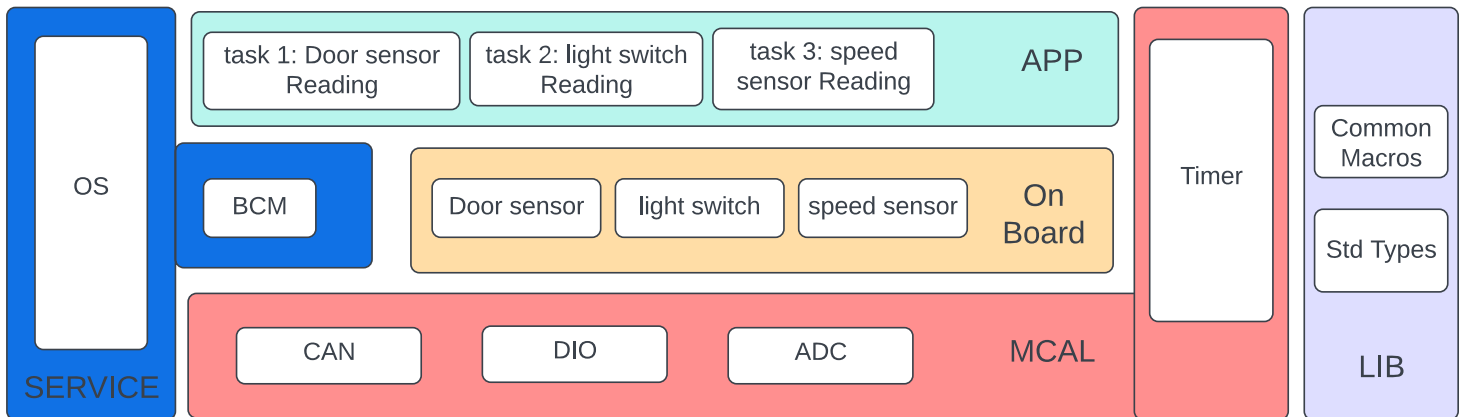 OS
SERVICE
task 1: Door sensor
Reading
task 2: light switch
Reading
task 3: speed
sensor Reading
APP
BCM
Door sensor
light switch
speed sensor
On
Board
CAN
DIO
ADC
MCAL
Timer
Common
Macros
Std Types
LIB